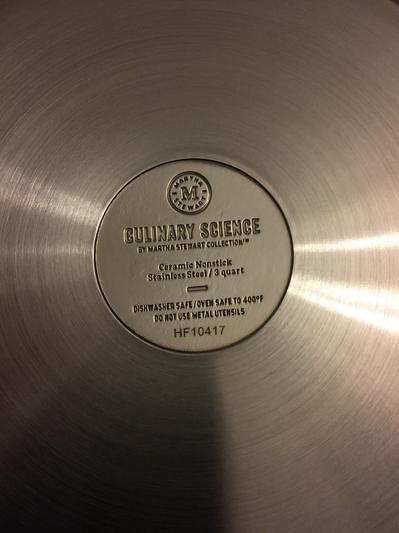 MARTHA
M
STEWART
CULINARY SCIENCE
BY MARTHA STEWART COLLECTION™
Ceramic Nonstick
Stainless Steel / 3 quart
DISHWASHER SAFE / OVEN SAFE TO 400°F
DO NOT USE METAL UTENSILS
HF10417